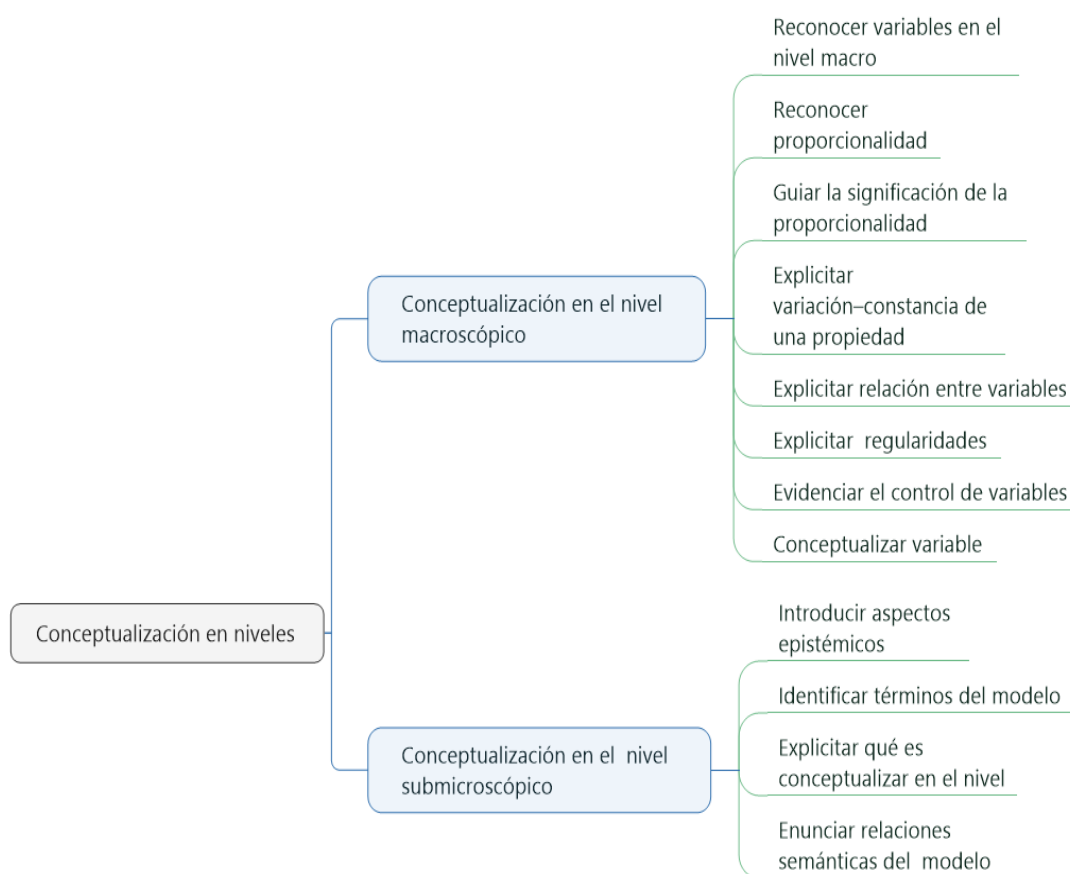 Conceptualización en niveles
Conceptualización en el nivel
macroscópico
Reconocer variables en el
nivel macro
Reconocer
proporcionalidad
Guiar la significación de la
proporcionalidad
Explicitar
variación–constancia de
una propiedad
Explicitar relación entre variables
Explicitar regularidades
Evidenciar el control de variables
Conceptualizar variable
Conceptualización en el nivel
submicroscópico
Introducir aspectos
epistémicos
Identificar términos del modelo
Explicitar qué es
conceptualizar en el nivel
Enunciar relaciones
semánticas del modelo